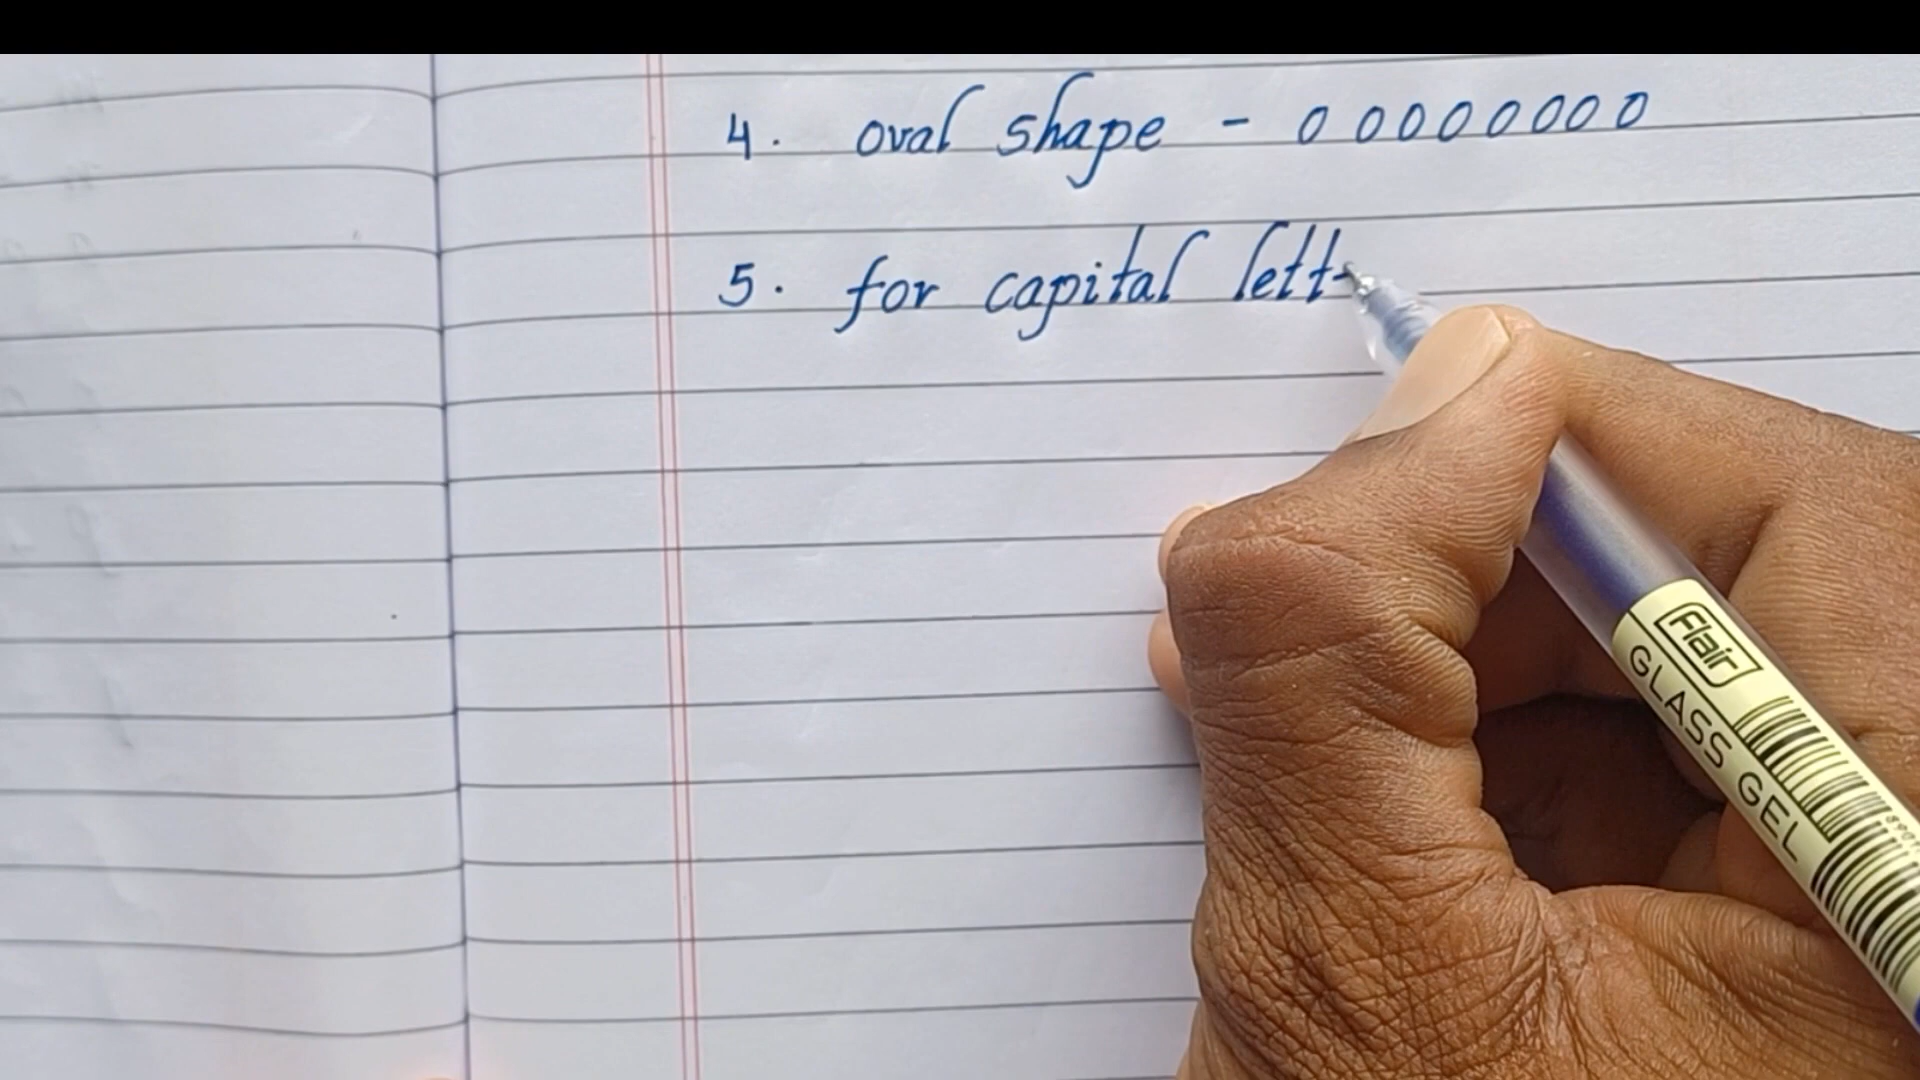 4. oval shape - 0 0 0 0 0 0 0 0
5. for capital lett
Flair
GLASS GEL